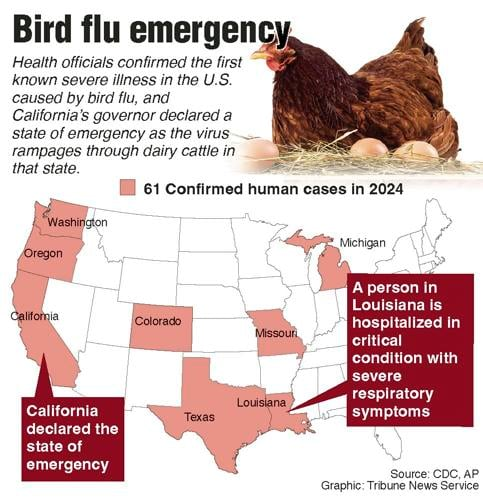 Bird flu emergency
Health officials confirmed the first
known severe illness in the U.S.
caused by bird flu, and
California's governor declared a
state of emergency as the virus
rampages through dairy cattle in
that state.
61 Confirmed human cases in 2024
Washington
Oregon
Michigan
California
Colorado
Missouri
Texas
Louisiana
A person in
Louisiana is
hospitalized in
critical
condition with
severe
respiratory
symptoms
California
declared the
state of
emergency
Source: CDC, AP
Graphic: Tribune News Service